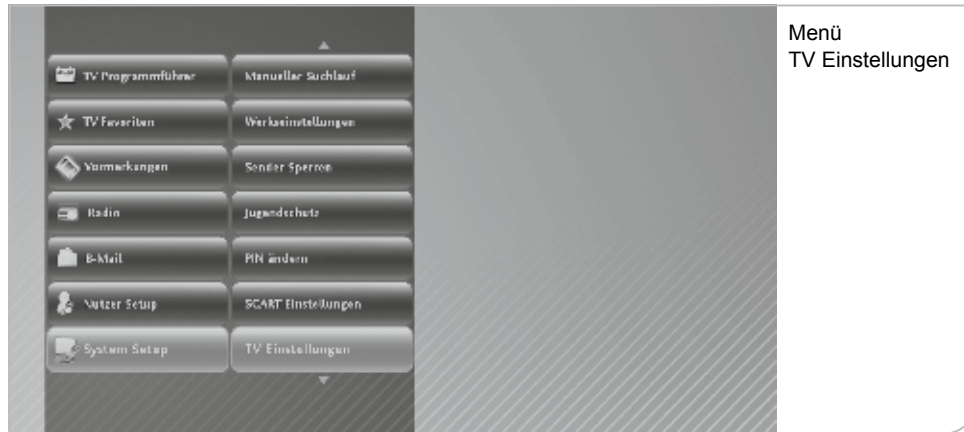 Menü
TV Einstellungen
TV Programmführer
Manueller Suchlauf
TV Favoriten
Werkseinstellungen
Vormerkungen
Sender Sperren
Radio
Jugendschutz
E-Mail
PIN ändern
Nutzer Setup
SCART Einstellungen
System Setup
TV Einstellungen